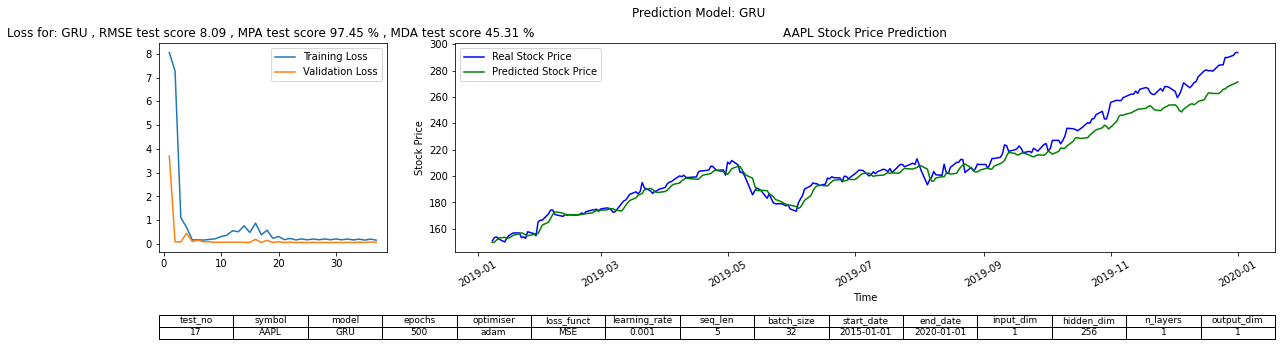 Prediction Model: GRU
Loss for: GRU , RMSE test score 8.09 , MPA test score 97.45 % , MDA test score 45.31 %
8
7
6
5
4
3
2
1
0
0
10
20
30
Training Loss
Validation Loss
AAPL Stock Price Prediction
Stock Price
300
280
260
240
220
200
180
160
Real Stock Price
Predicted Stock Price
2019-01
2019-03
2019-05
2019-07
2019-09
2019-11
2020-01
Time
test_no symbol model epochs optimiser loss_funct learning_rate seq_len batch_size start_date end_date input_dim hidden_dim n_layers output_dim
17 AAPL GRU 500 adam MSE 0.001 5 32 2015-01-01 2020-01-01 1 256 1 1